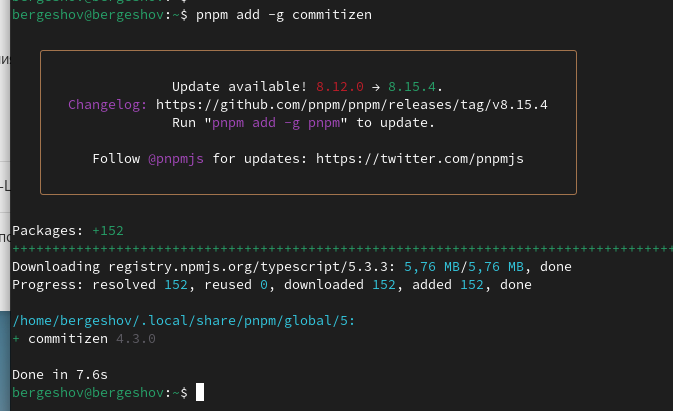 bergeshov@bergeshov:~$ pnpm add -g commitizen
Update available! 8.12.0 → 8.15.4.
Changelog: https://github.com/pnpm/pnpm/releases/tag/v8.15.4
Run "pnpm add -g pnpm" to update.
Follow @pnpmjs for updates: https://twitter.com/pnpmjs
Packages: +152
++++++++++++++++++++++++++++++++++++++++++++++++++++++++++++++++++++++++++++++++++++
Downloading registry.npmjs.org/typescript/5.3.3: 5,76 MB/5,76 MB, done
Progress: resolved 152, reused 0, downloaded 152, added 152, done
/home/bergeshov/.local/share/pnpm/global/5:
+ commitizen 4.3.0
Done in 7.6s
bergeshov@bergeshov:~$